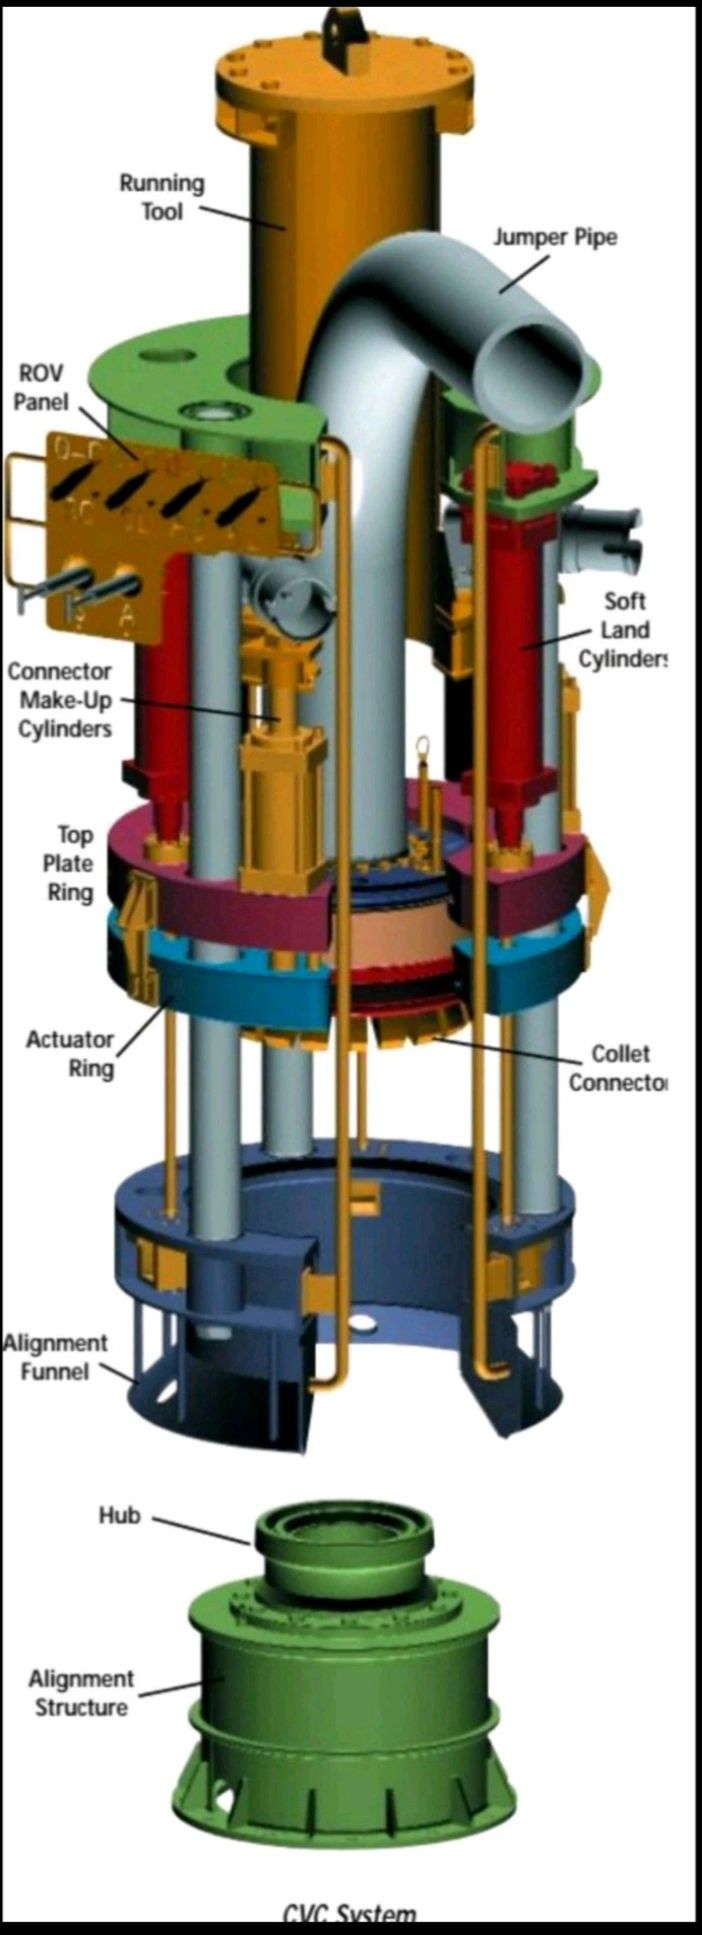 Running
Tool
Jumper Pipe
ROV
Panel
Soft
Land
Cylinders
Connector
Make-Up
Cylinders
Top
Plate
Ring
Actuator
Ring
Collet
Connector
Alignment
Funnel
Hub
Alignment
Structure
CVC System